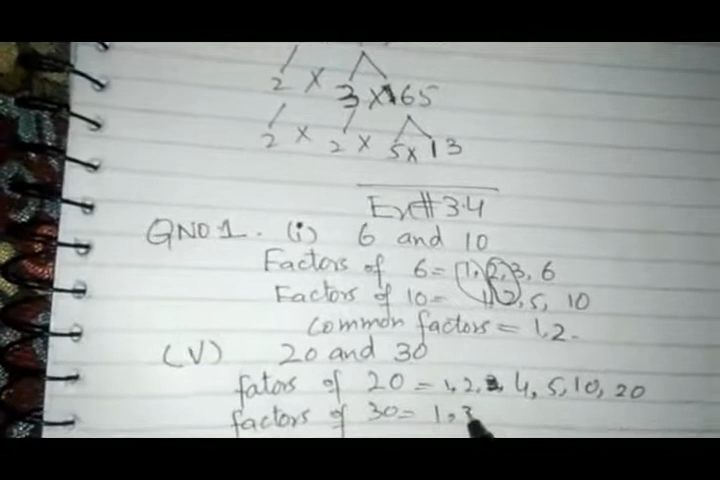 2 × 3 × 65
2 × 2 × 5 × 13
Ex# 3.4
QNO1. (i) 6 and 10
Factors of 6 = 1, 2, 3, 6
Factors of 10 = 1, 2, 5, 10
Common factors = 1, 2.
(V) 20 and 30
fators of 20 = 1, 2, 4, 5, 10, 20
factors of 30 = 1, 3